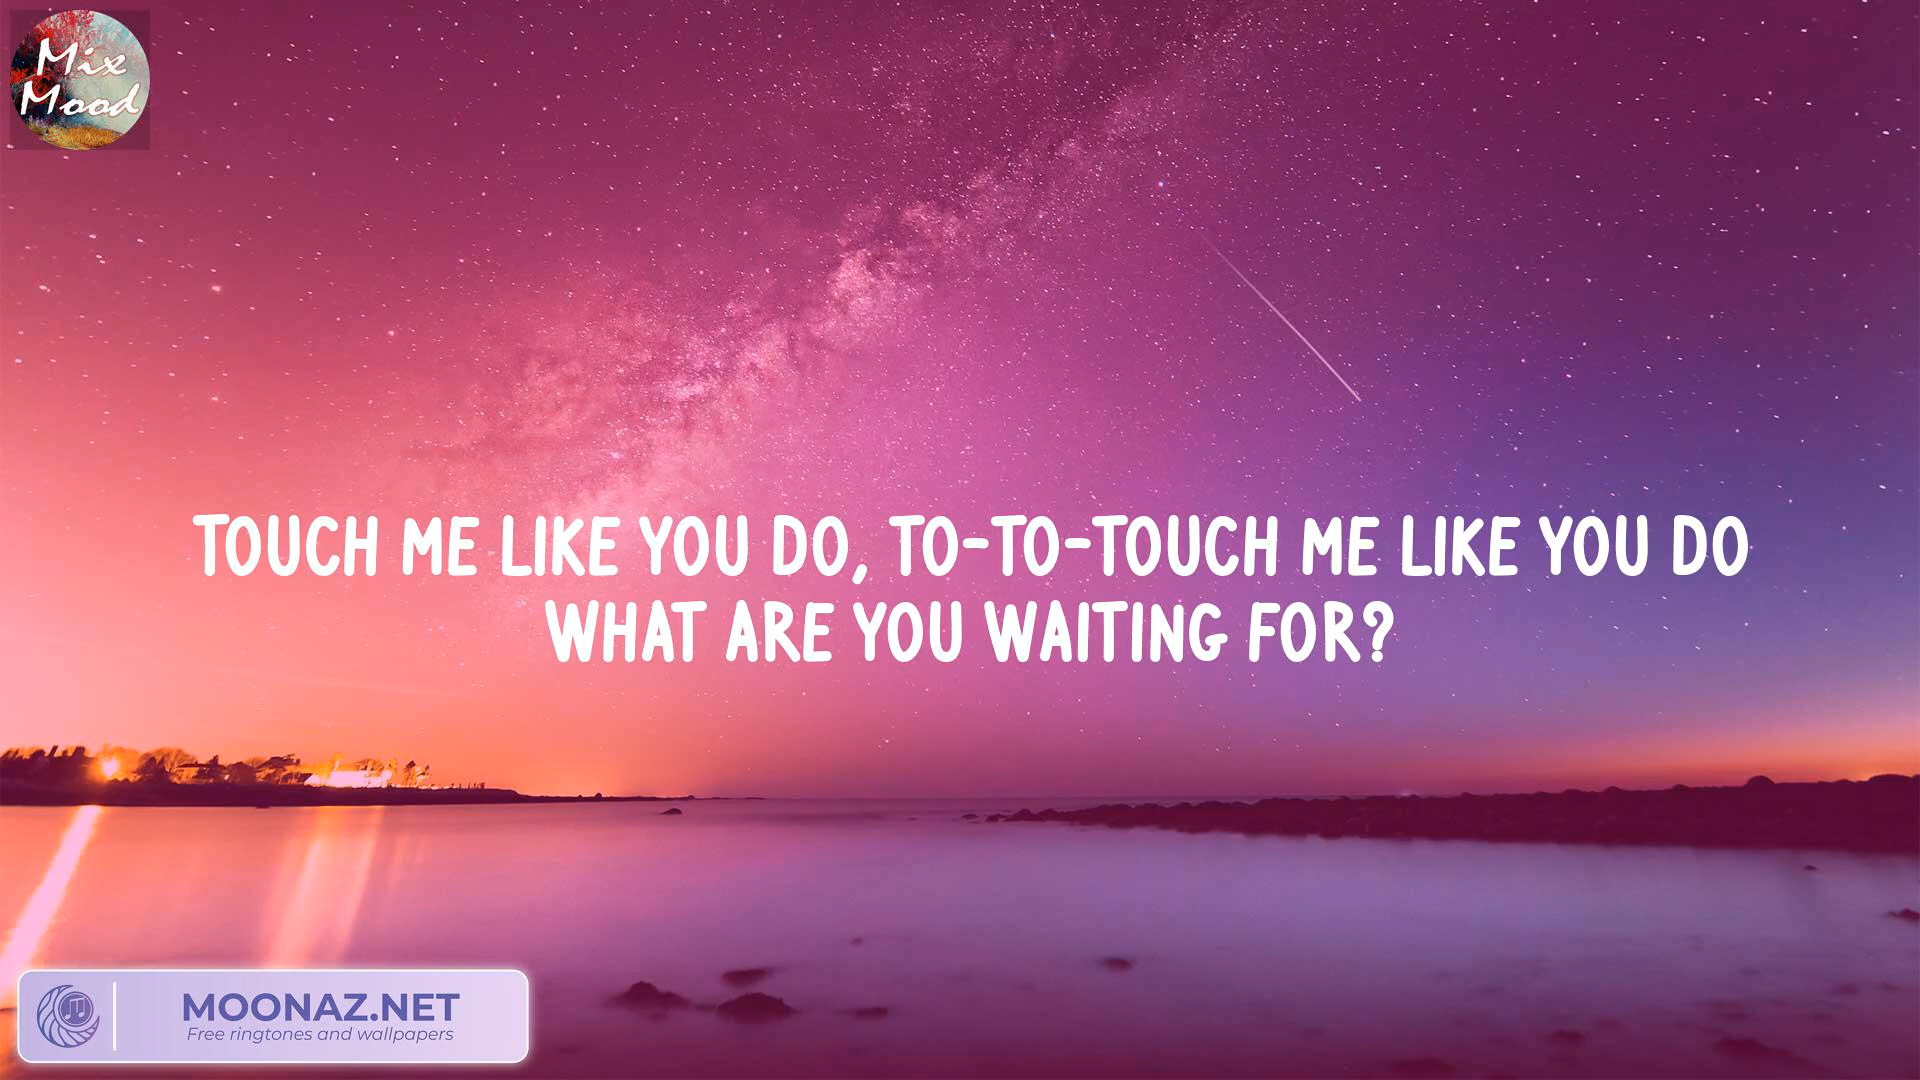 Mix
Mood
TOUCH ME LIKE YOU DO, TO-TO-TOUCH ME LIKE YOU DO
WHAT ARE YOU WAITING FOR?
MOONAZ.NET
Free ringtones and wallpapers